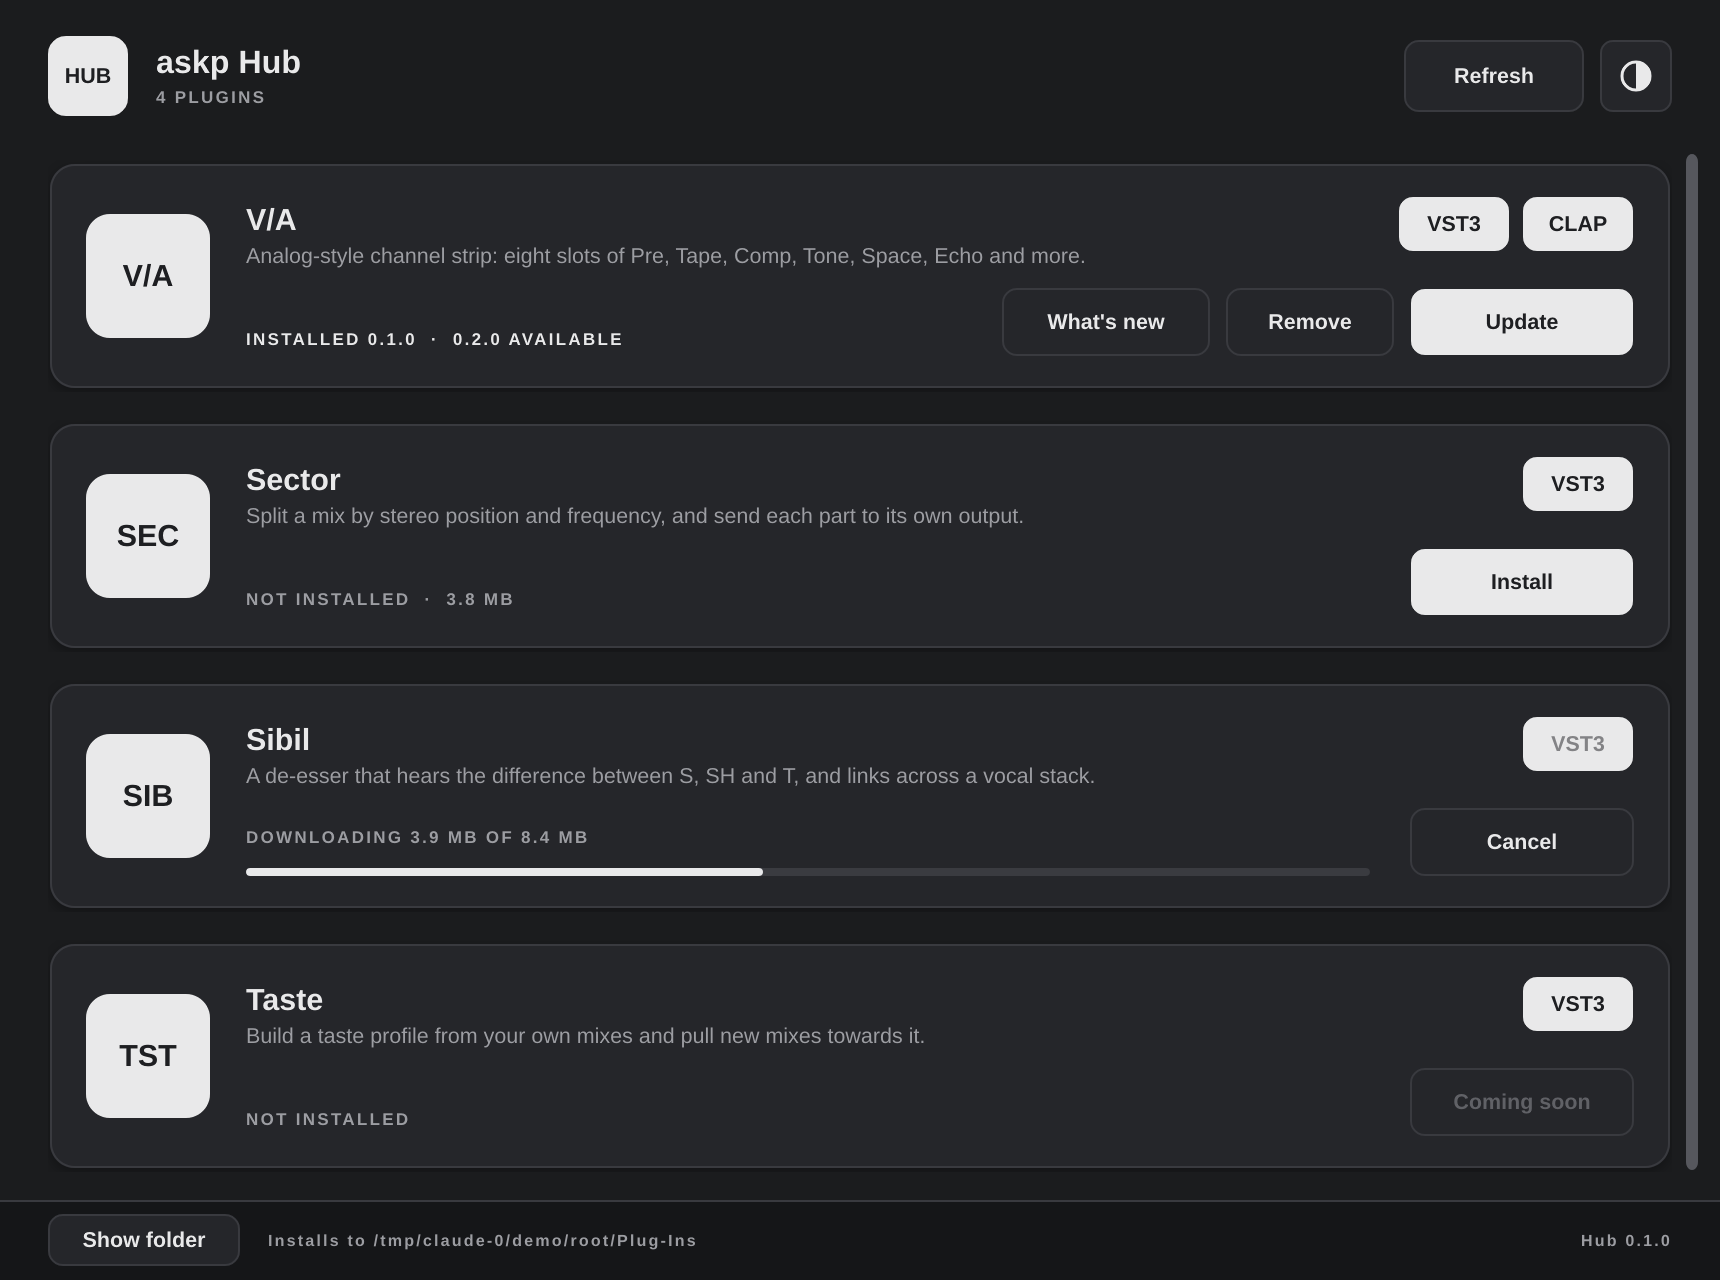 HUB
askp Hub
4 PLUGINS
Refresh
V/A
V/A
Analog-style channel strip: eight slots of Pre, Tape, Comp, Tone, Space, Echo and more.
INSTALLED 0.1.0 · 0.2.0 AVAILABLE
VST3
CLAP
What's new
Remove
Update
SEC
Sector
Split a mix by stereo position and frequency, and send each part to its own output.
NOT INSTALLED · 3.8 MB
VST3
Install
SIB
Sibil
A de-esser that hears the difference between S, SH and T, and links across a vocal stack.
DOWNLOADING 3.9 MB OF 8.4 MB
VST3
Cancel
TST
Taste
Build a taste profile from your own mixes and pull new mixes towards it.
NOT INSTALLED
VST3
Coming soon
Show folder
Installs to /tmp/claude-0/demo/root/Plug-Ins
Hub 0.1.0